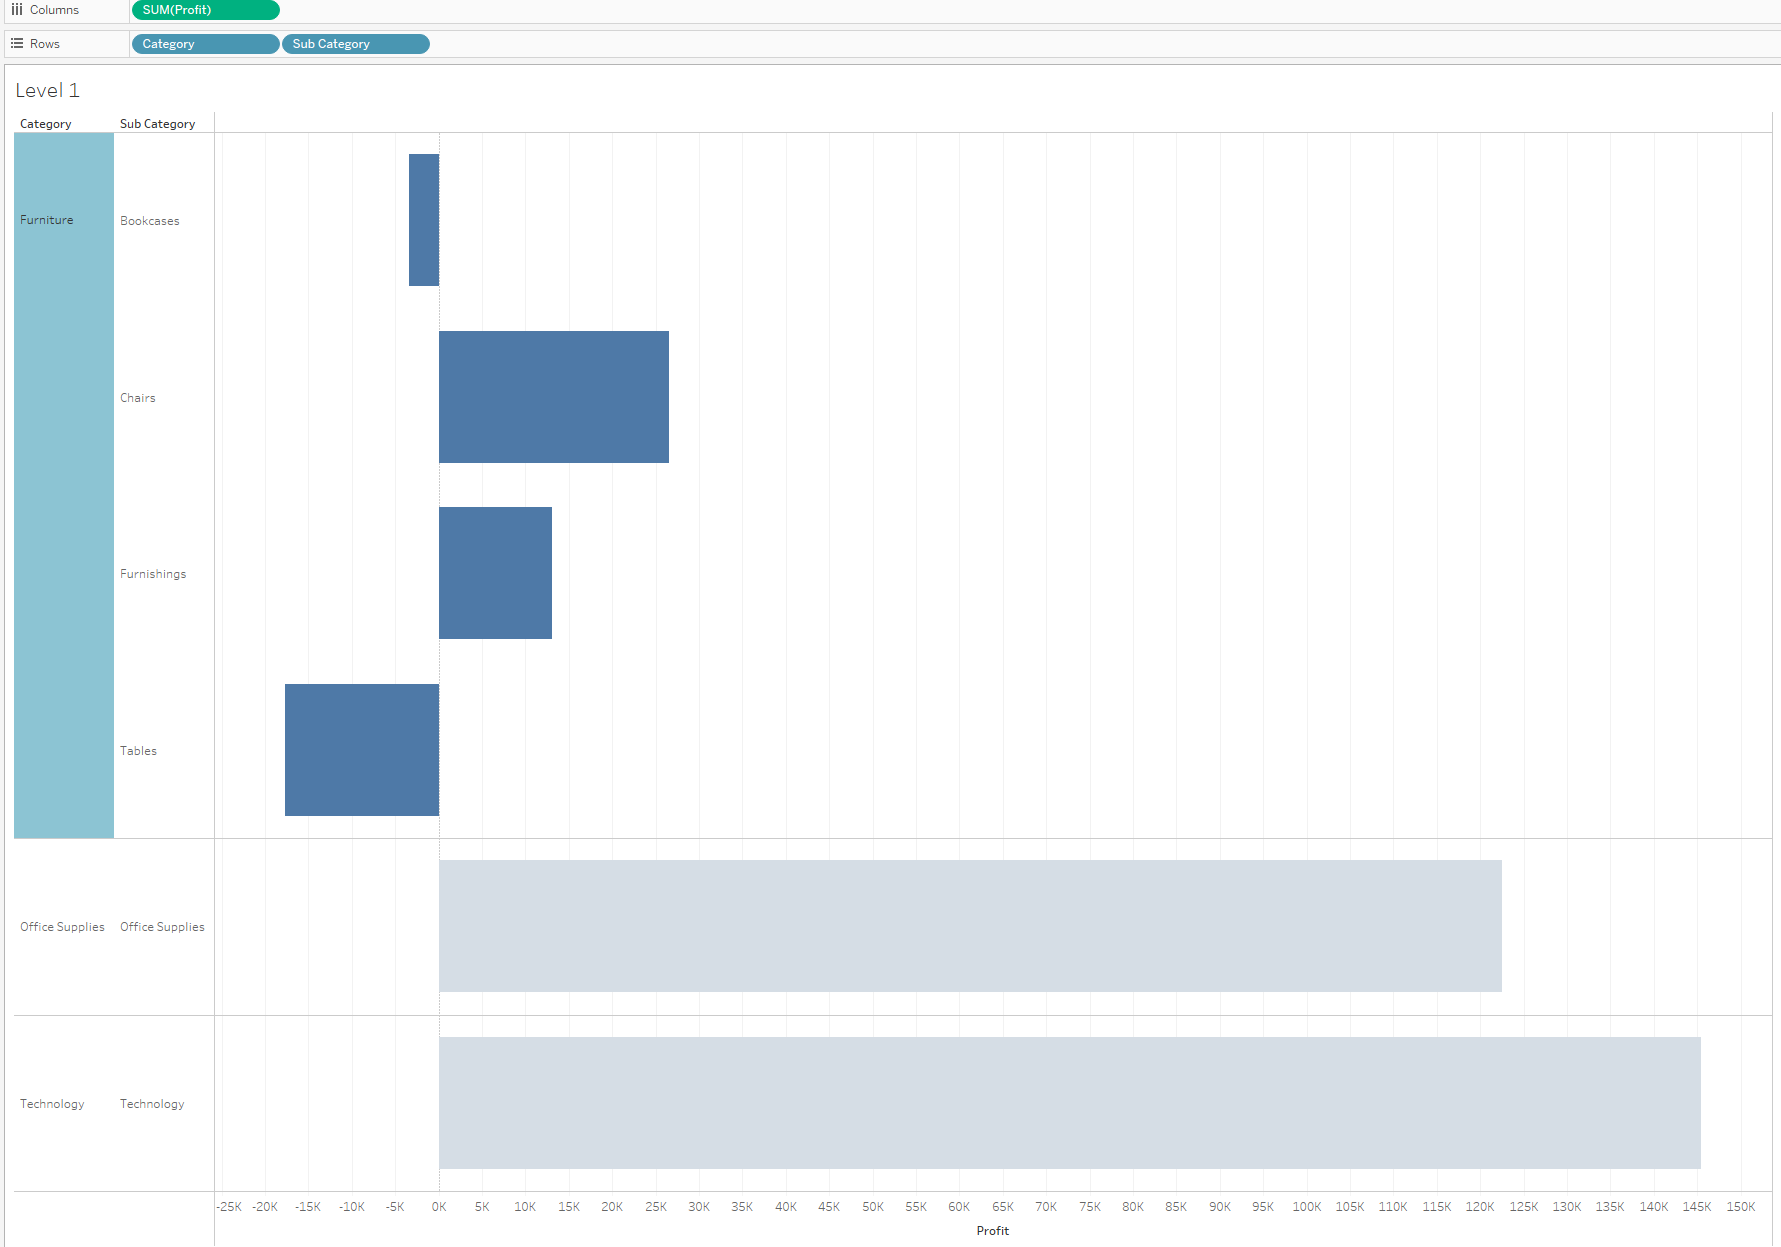 Columns SUM(Profit)
Rows Category Sub Category
Level 1
Category Sub Category
Furniture Bookcases
Chairs
Furnishings
Tables
Office Supplies Office Supplies
Technology Technology
-25K -20K -15K -10K -5K 0K 5K 10K 15K 20K 25K 30K 35K 40K 45K 50K 55K 60K 65K 70K 75K 80K 85K 90K 95K 100K 105K 110K 115K 120K 125K 130K 135K 140K 145K 150K
Profit